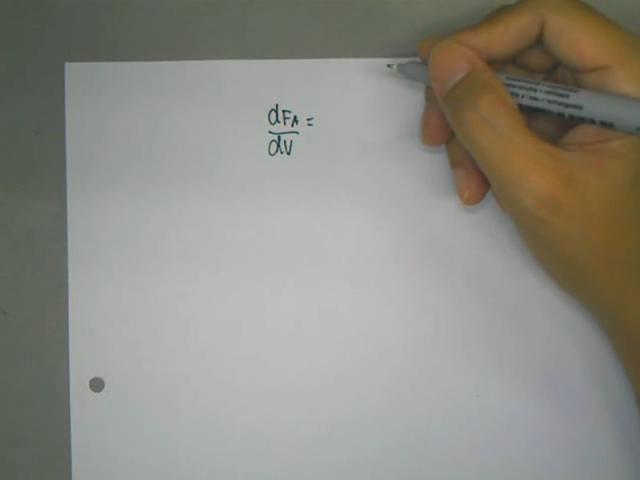 dFA =
dV